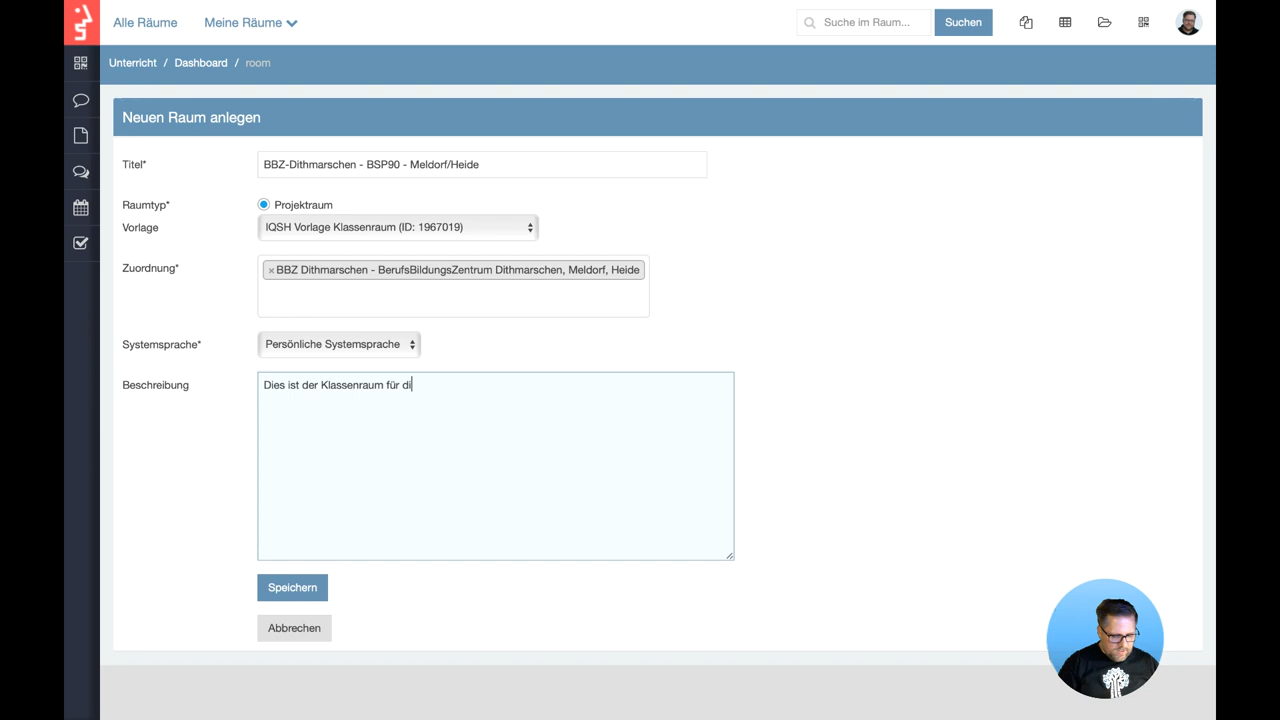 Alle Räume
Meine Räume
Suche im Raum...
Suchen
Unterricht / Dashboard / room
Neuen Raum anlegen
Titel*
BBZ-Dithmarschen - BSP90 - Meldorf/Heide
Raumtyp*
Projektraum
Vorlage
IQSH Vorlage Klassenraum (ID: 1967019)
Zuordnung*
×BBZ Dithmarschen - BerufsBildungsZentrum Dithmarschen, Meldorf, Heide
Systemsprache*
Persönliche Systemsprache
Beschreibung
Dies ist der Klassenraum für di
Speichern
Abbrechen